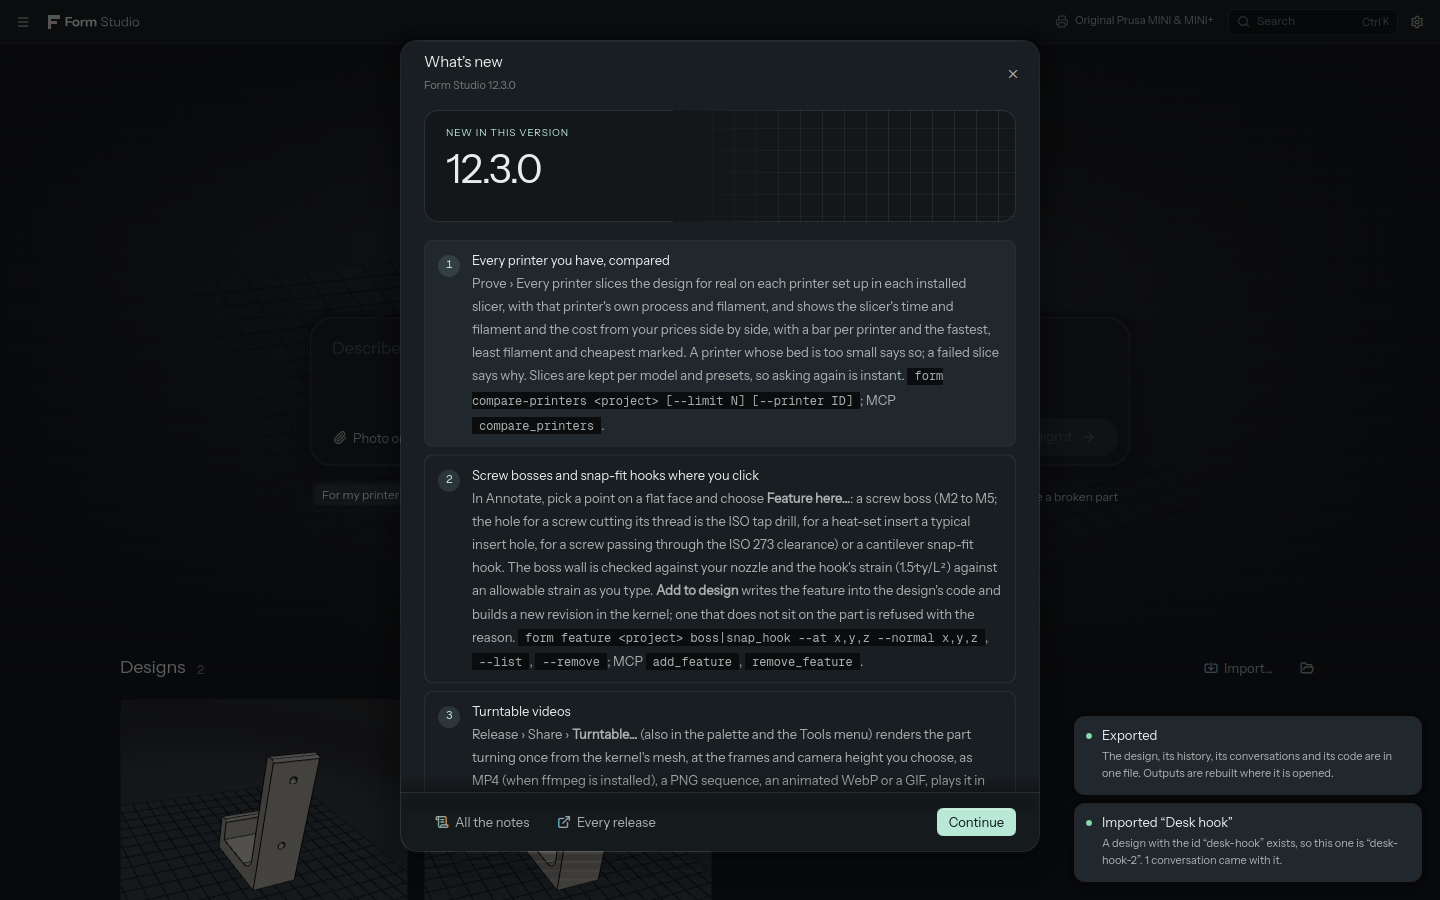 Form Studio
Original Prusa MINI & MINI+
Search
Ctrl K
What's new
Form Studio 12.3.0
NEW IN THIS VERSION
12.3.0
1
Every printer you have, compared
Prove › Every printer slices the design for real on each printer set up in each installed
slicer, with that printer's own process and filament, and shows the slicer's time and
filament and the cost from your prices side by side, with a bar per printer and the fastest,
least filament and cheapest marked. A printer whose bed is too small says so; a failed slice
says why. Slices are kept per model and presets, so asking again is instant. form
compare-printers <project> [--limit N] [--printer ID] ; MCP
compare_printers .
2
Screw bosses and snap-fit hooks where you click
In Annotate, pick a point on a flat face and choose Feature here…: a screw boss (M2 to M5;
the hole for a screw cutting its thread is the ISO tap drill, for a heat-set insert a typical
insert hole, for a screw passing through the ISO 273 clearance) or a cantilever snap-fit
hook. The boss wall is checked against your nozzle and the hook's strain (1.5·t·y/L²) against
an allowable strain as you type. Add to design writes the feature into the design's code and
builds a new revision in the kernel; one that does not sit on the part is refused with the
reason. form feature <project> boss|snap_hook --at x,y,z --normal x,y,z ,
--list , --remove ; MCP add_feature , remove_feature .
3
Turntable videos
Release › Share › Turntable… (also in the palette and the Tools menu) renders the part
turning once from the kernel's mesh, at the frames and camera height you choose, as
MP4 (when ffmpeg is installed), a PNG sequence, an animated WebP or a GIF, plays it in
All the notes
Every release
Continue
Describe
Photo o
ign it
For my printer
e a broken part
Designs 2
Import…
Exported
The design, its history, its conversations and its code are in
one file. Outputs are rebuilt where it is opened.
Imported “Desk hook”
A design with the id “desk-hook” exists, so this one is “desk-
hook-2”. 1 conversation came with it.